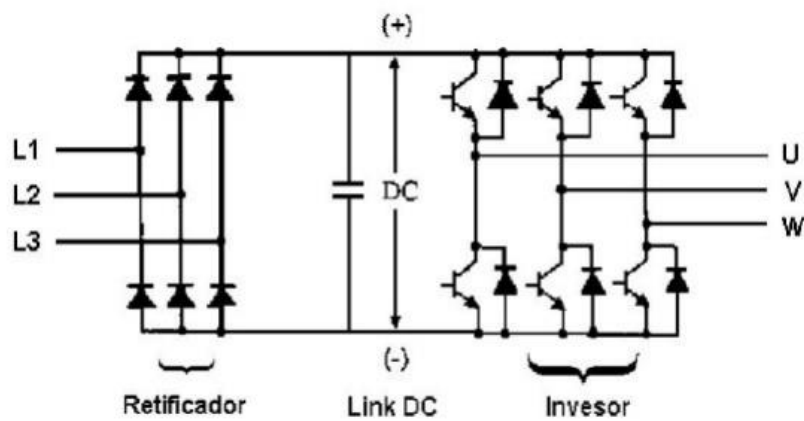 (+)
L1
L2
L3
DC
U
V
W
(-)
Retificador
Link DC
Invesor